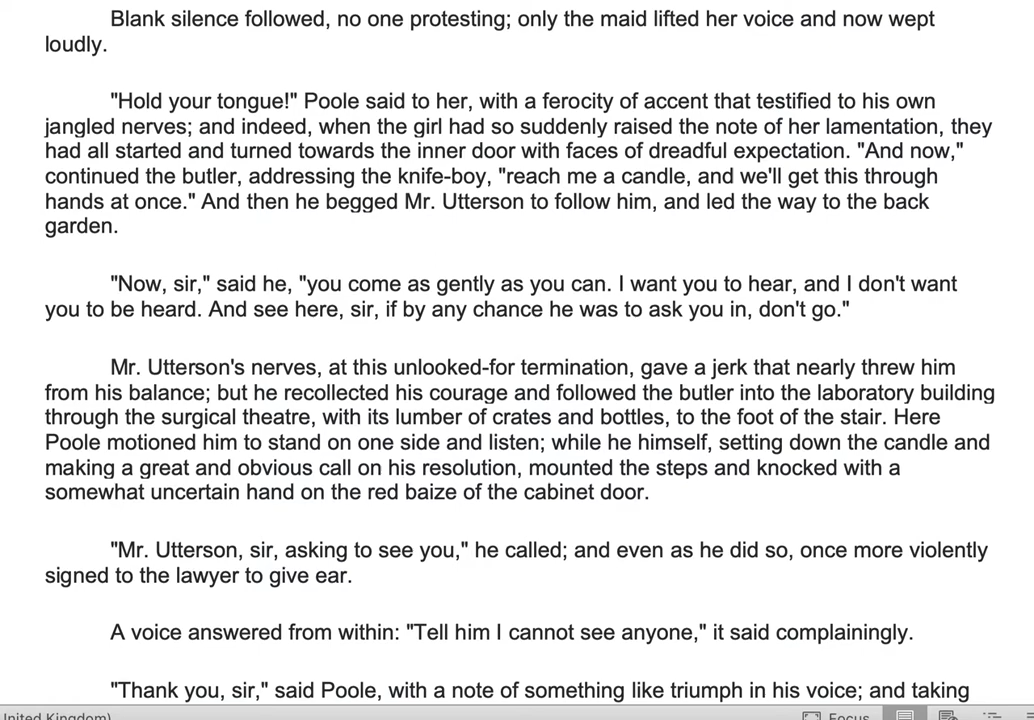 Blank silence followed, no one protesting; only the maid lifted her voice and now wept
loudly.
"Hold your tongue!" Poole said to her, with a ferocity of accent that testified to his own
jangled nerves; and indeed, when the girl had so suddenly raised the note of her lamentation, they
had all started and turned towards the inner door with faces of dreadful expectation. "And now,"
continued the butler, addressing the knife-boy, "reach me a candle, and we'll get this through
hands at once." And then he begged Mr. Utterson to follow him, and led the way to the back
garden.
"Now, sir," said he, "you come as gently as you can. I want you to hear, and I don't want
you to be heard. And see here, sir, if by any chance he was to ask you in, don't go."
Mr. Utterson's nerves, at this unlooked-for termination, gave a jerk that nearly threw him
from his balance; but he recollected his courage and followed the butler into the laboratory building
through the surgical theatre, with its lumber of crates and bottles, to the foot of the stair. Here
Poole motioned him to stand on one side and listen; while he himself, setting down the candle and
making a great and obvious call on his resolution, mounted the steps and knocked with a
somewhat uncertain hand on the red baize of the cabinet door.
"Mr. Utterson, sir, asking to see you," he called; and even as he did so, once more violently
signed to the lawyer to give ear.
A voice answered from within: "Tell him I cannot see anyone," it said complainingly.
"Thank you, sir," said Poole, with a note of something like triumph in his voice; and taking
nited Kingdom) Focus